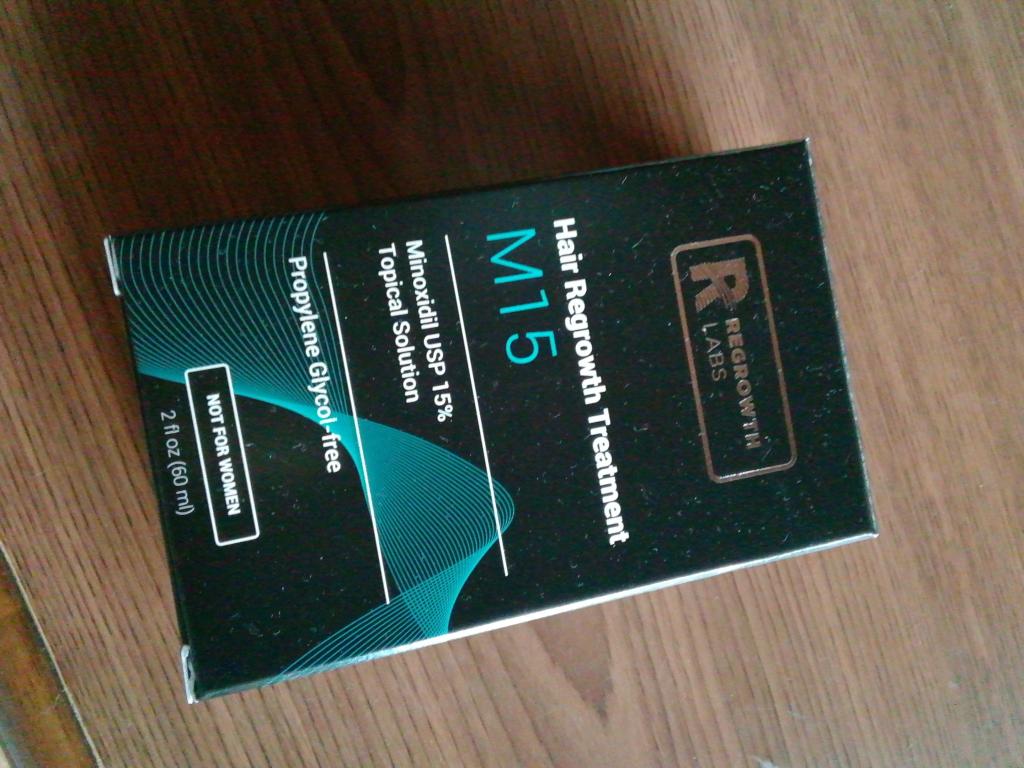 REGROWTH
LABS
Hair Regrowth Treatment
M15
Minoxidil USP 15%
Topical Solution
Propylene Glycol-free
NOT FOR WOMEN
2 fl oz (60 ml)